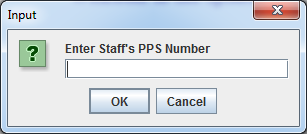 Input
Enter Staff's PPS Number
OK
Cancel